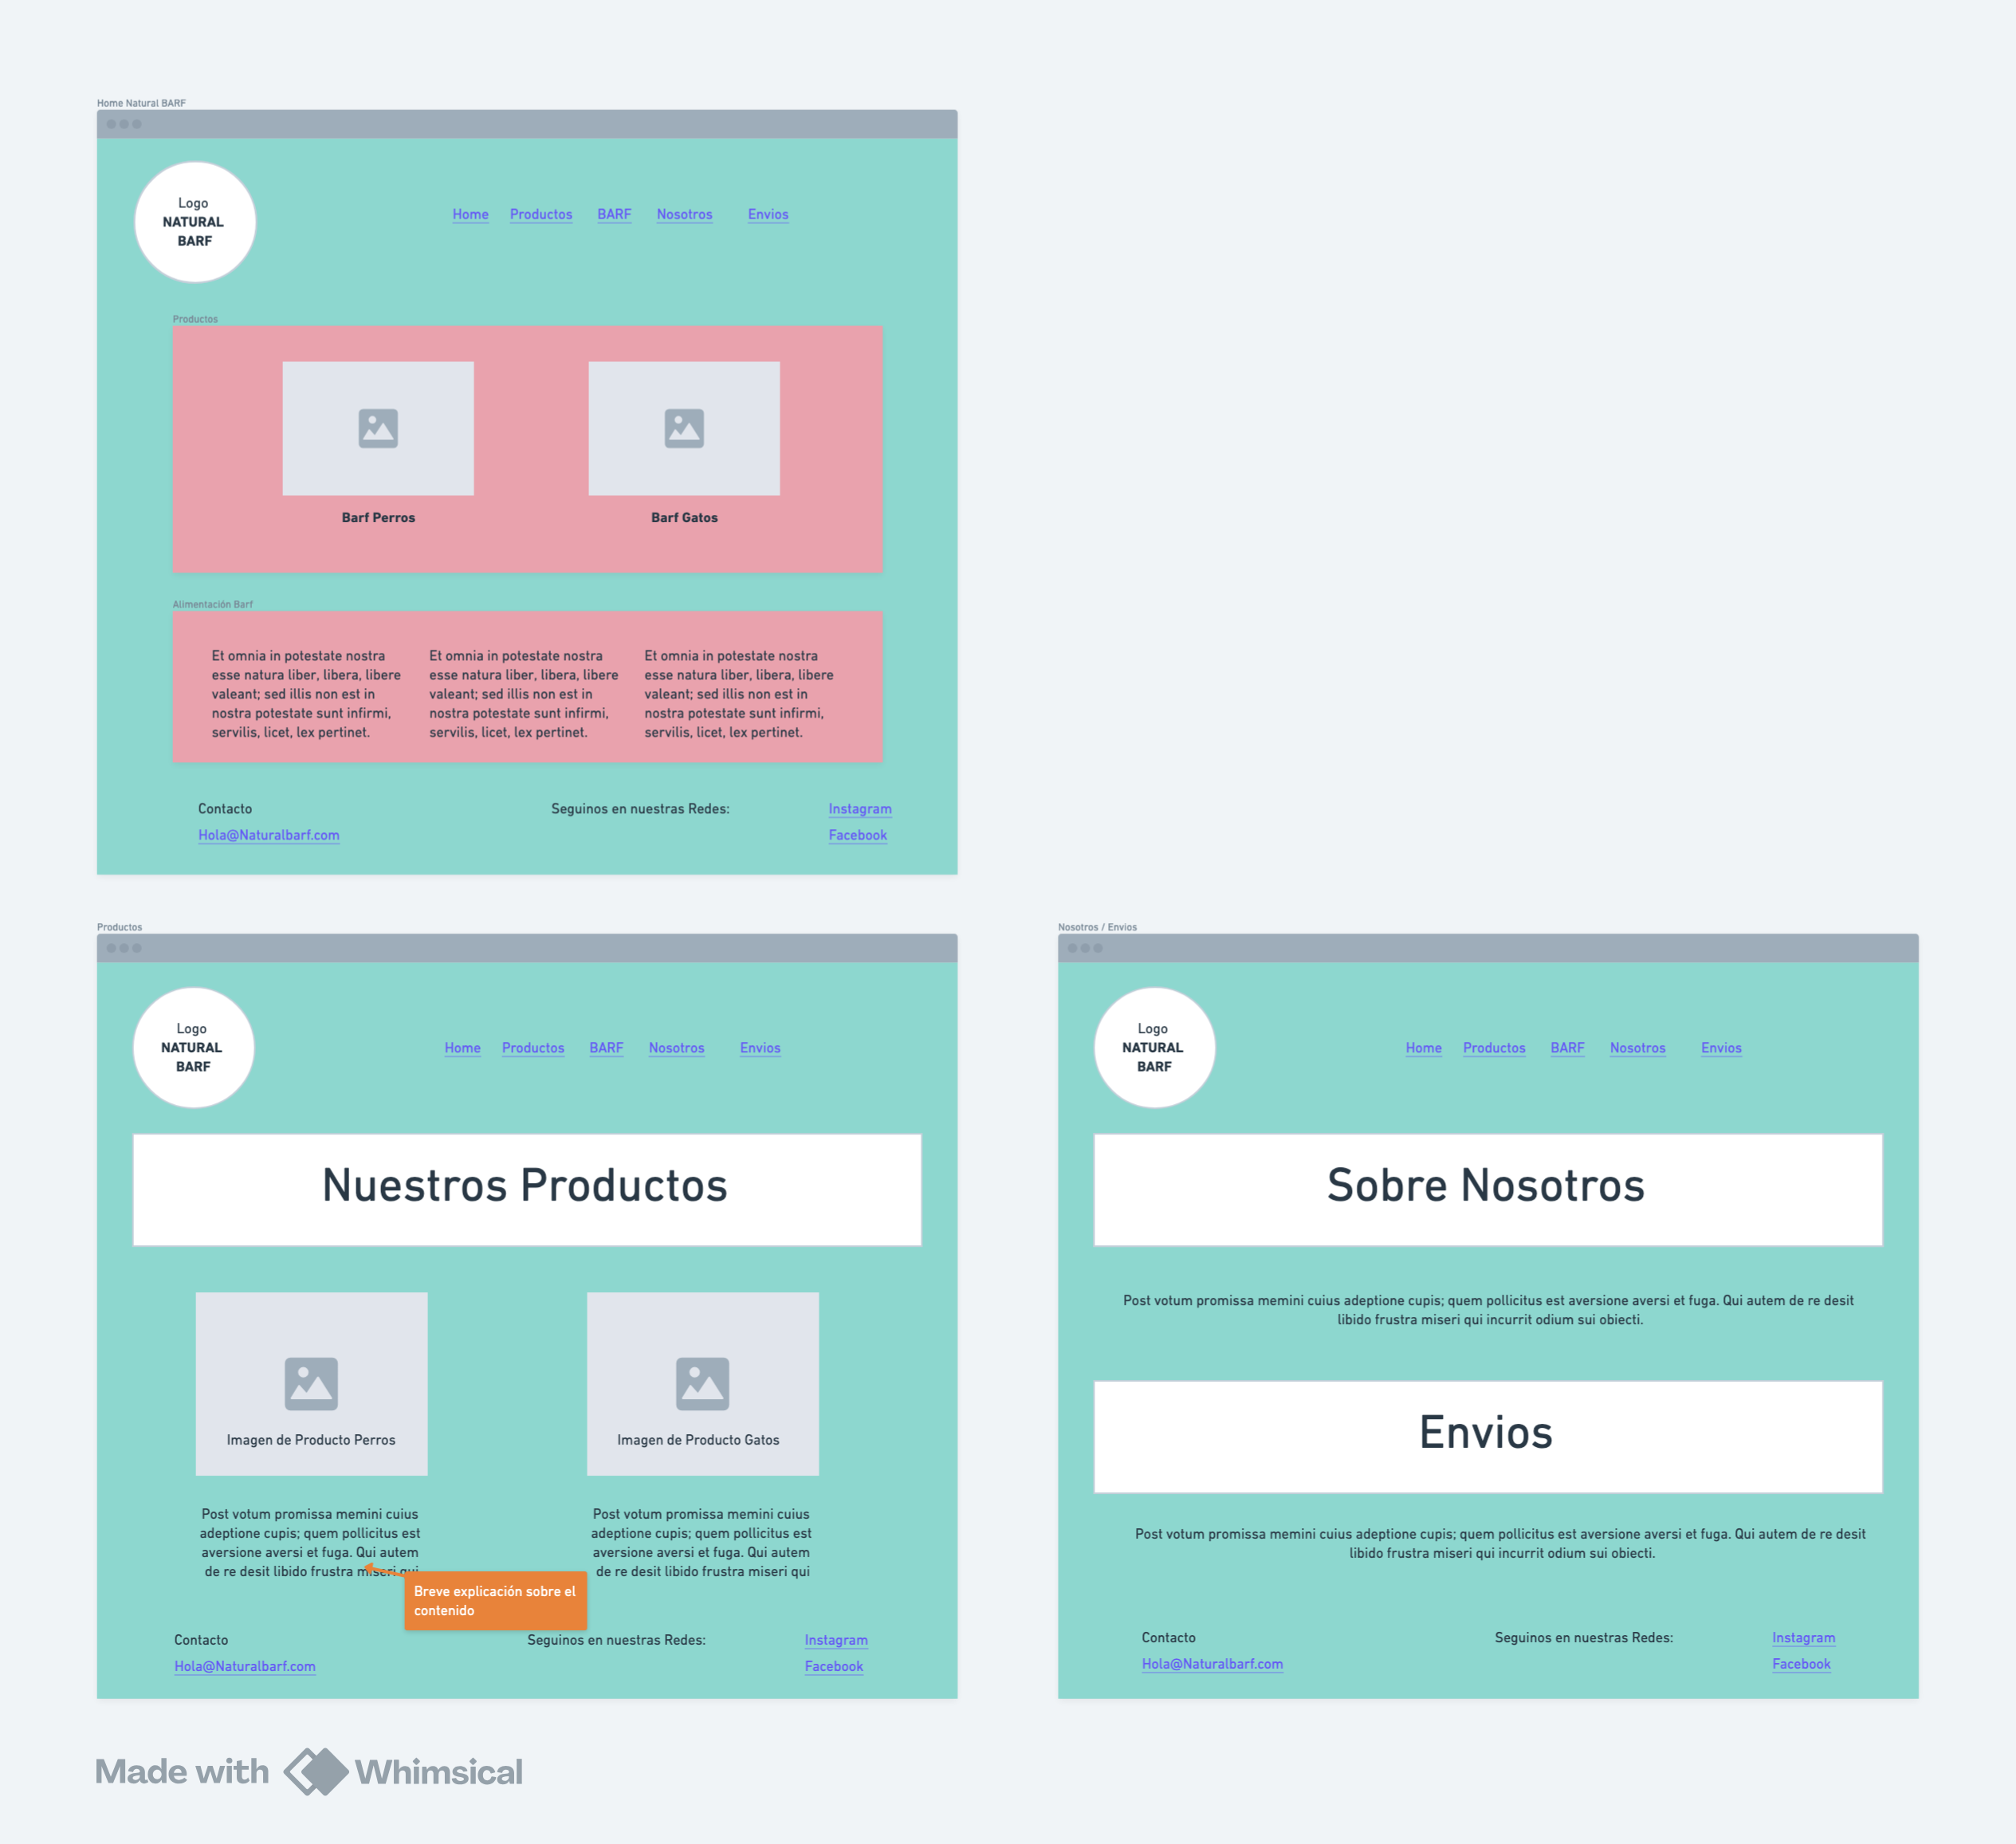 Home Natural BARF
Logo
NATURAL
BARF
Home Productos BARF Nosotros Envios
Productos
Barf Perros
Barf Gatos
Alimentación Barf
Et omnia in potestate nostra
esse natura liber, libera, libere
valeant; sed illis non est in
nostra potestate sunt infirmi,
servilis, licet, lex pertinet.
Et omnia in potestate nostra
esse natura liber, libera, libere
valeant; sed illis non est in
nostra potestate sunt infirmi,
servilis, licet, lex pertinet.
Et omnia in potestate nostra
esse natura liber, libera, libere
valeant; sed illis non est in
nostra potestate sunt infirmi,
servilis, licet, lex pertinet.
Contacto
Hola@Naturalbarf.com
Seguinos en nuestras Redes:
Instagram
Facebook
Productos
Logo
NATURAL
BARF
Home Productos BARF Nosotros Envios
Nuestros Productos
Imagen de Producto Perros
Imagen de Producto Gatos
Post votum promissa memini cuius
adeptione cupis; quem pollicitus est
aversione aversi et fuga. Qui autem
de re desit libido frustra miseri qui
Post votum promissa memini cuius
adeptione cupis; quem pollicitus est
aversione aversi et fuga. Qui autem
de re desit libido frustra miseri qui
Breve explicación sobre el
contenido
Contacto
Hola@Naturalbarf.com
Seguinos en nuestras Redes:
Instagram
Facebook
Nosotros / Envios
Logo
NATURAL
BARF
Home Productos BARF Nosotros Envios
Sobre Nosotros
Post votum promissa memini cuius adeptione cupis; quem pollicitus est aversione aversi et fuga. Qui autem de re desit
libido frustra miseri qui incurrit odium sui obiecti.
Envios
Post votum promissa memini cuius adeptione cupis; quem pollicitus est aversione aversi et fuga. Qui autem de re desit
libido frustra miseri qui incurrit odium sui obiecti.
Contacto
Hola@Naturalbarf.com
Seguinos en nuestras Redes:
Instagram
Facebook
Made with Whimsical